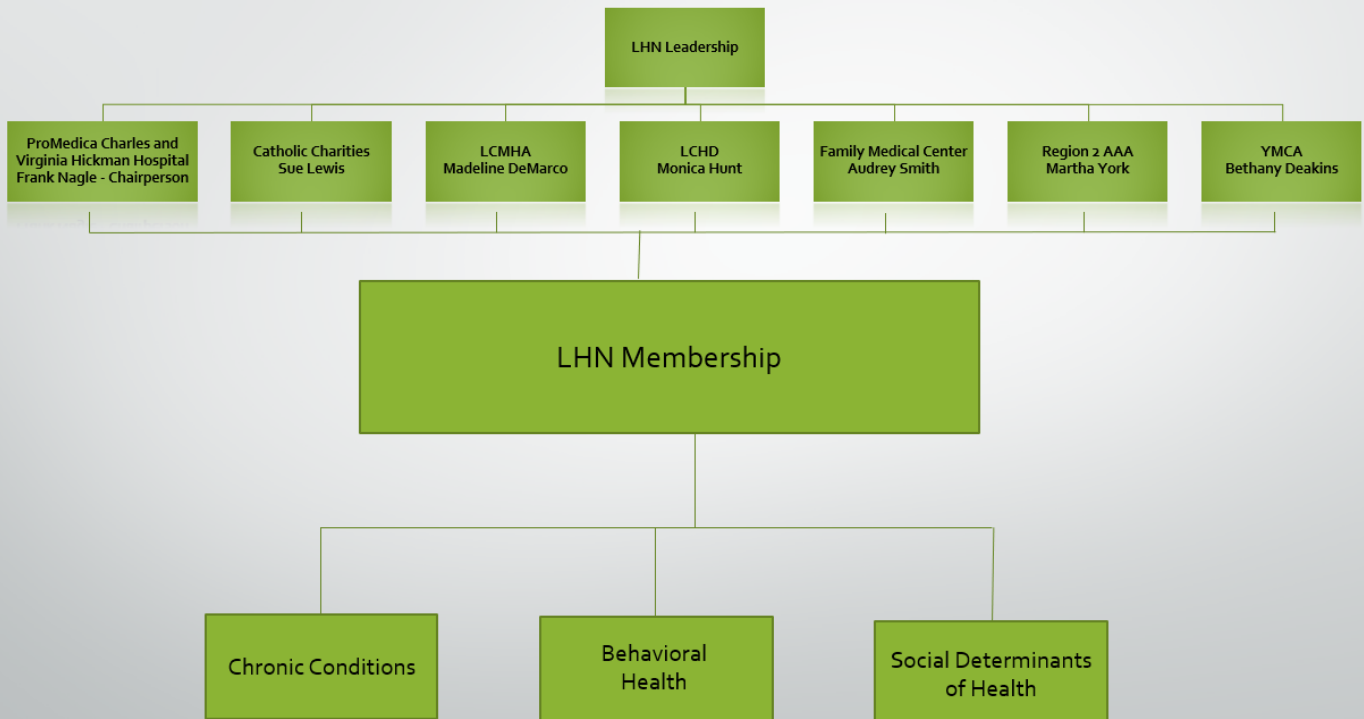 LHN Leadership
ProMedica Charles and
Virginia Hickman Hospital
Frank Nagle - Chairperson
Catholic Charities
Sue Lewis
LCMHA
Madeline DeMarco
LCHD
Monica Hunt
Family Medical Center
Audrey Smith
Region 2 AAA
Martha York
YMCA
Bethany Deakins
LHN Membership
Chronic Conditions
Behavioral
Health
Social Determinants
of Health